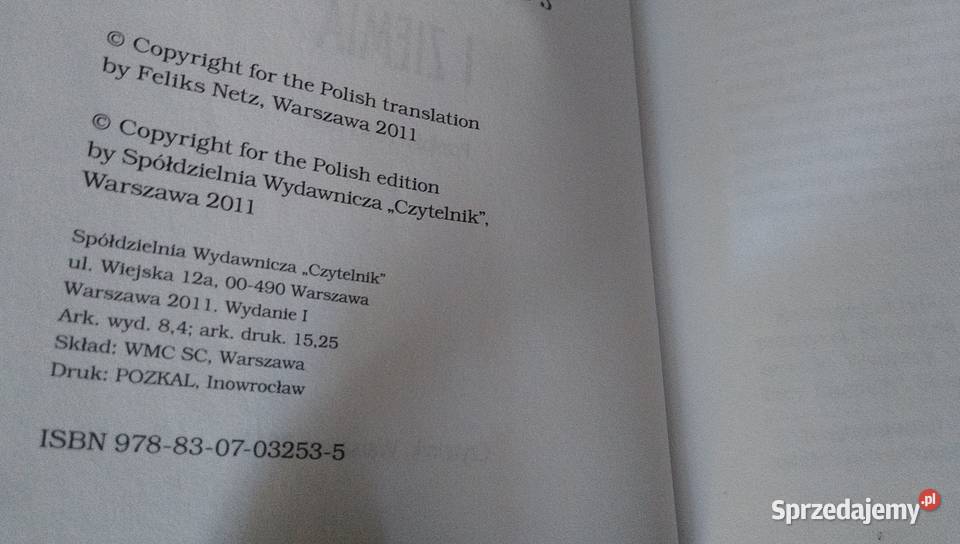 © Copyright for the Polish translation
by Feliks Netz, Warszawa 2011
© Copyright for the Polish edition
by Spółdzielnia Wydawnicza „Czytelnik”,
Warszawa 2011
Spółdzielnia Wydawnicza „Czytelnik”
ul. Wiejska 12a, 00-490 Warszawa
Warszawa 2011. Wydanie I
Ark. wyd. 8,4; ark. druk. 15,25
Skład: WMC SC, Warszawa
Druk: POZKAL, Inowrocław
ISBN 978-83-07-03253-5
Sprzedajemy.pl